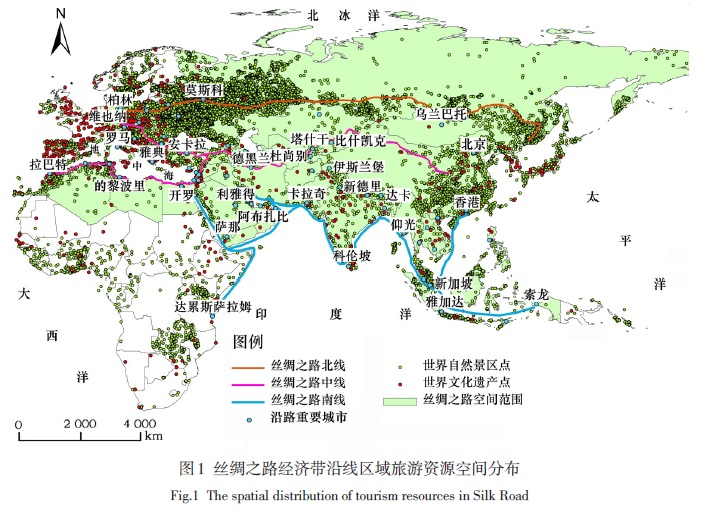 北 冰 洋
N
莫斯科
柏林
维也纳
罗马
雅典
安卡拉
地
中
海
拉巴特
的黎波里
开罗
乌兰巴托
塔什干
比什凯克
北京
德黑兰
杜尚别
伊斯兰堡
新德里
利雅得
卡拉奇
达卡
香港
阿布扎比
萨那
仰光
科伦坡
新加坡
雅加达
索龙
达累斯萨拉姆
太
平
洋
大
西
洋
印 度 洋
图例
丝绸之路北线
世界自然景区点
丝绸之路中线
世界文化遗产点
丝绸之路南线
丝绸之路空间范围
沿路重要城市
0 2 000 4 000
km
图1 丝绸之路经济带沿线区域旅游资源空间分布
Fig.1 The spatial distribution of tourism resources in Silk Road